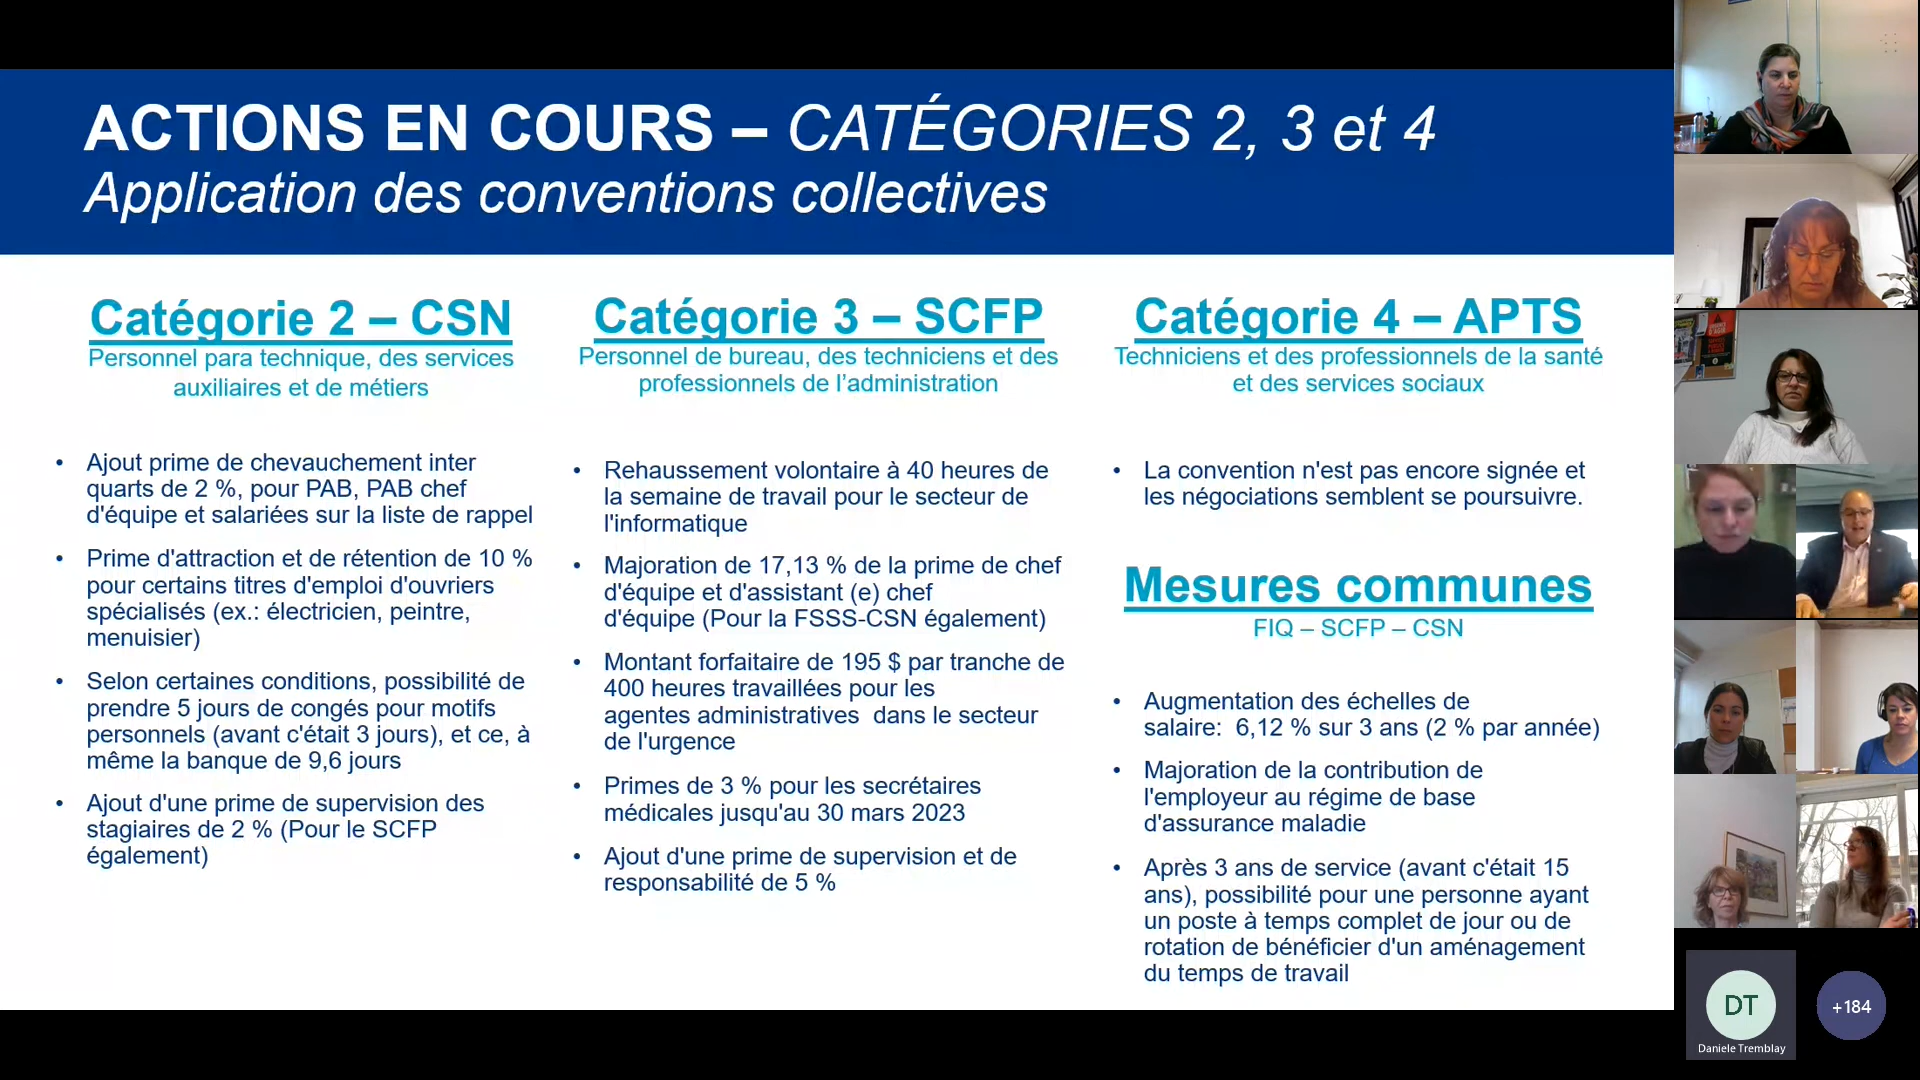 ACTIONS EN COURS – CATÉGORIES 2, 3 et 4
Application des conventions collectives
Catégorie 2 – CSN
Personnel para technique, des services
auxiliaires et de métiers
• Ajout prime de chevauchement inter
quarts de 2 %, pour PAB, PAB chef
d'équipe et salariées sur la liste de rappel
• Prime d'attraction et de rétention de 10 %
pour certains titres d'emploi d'ouvriers
spécialisés (ex.: électricien, peintre,
menuisier)
• Selon certaines conditions, possibilité de
prendre 5 jours de congés pour motifs
personnels (avant c'était 3 jours), et ce, à
même la banque de 9,6 jours
• Ajout d'une prime de supervision des
stagiaires de 2 % (Pour le SCFP
également)
Catégorie 3 – SCFP
Personnel de bureau, des techniciens et des
professionnels de l’administration
• Rehaussement volontaire à 40 heures de
la semaine de travail pour le secteur de
l'informatique
• Majoration de 17,13 % de la prime de chef
d'équipe et d'assistant (e) chef
d'équipe (Pour la FSSS-CSN également)
• Montant forfaitaire de 195 $ par tranche de
400 heures travaillées pour les
agentes administratives  dans le secteur
de l'urgence
• Primes de 3 % pour les secrétaires
médicales jusqu'au 30 mars 2023
• Ajout d'une prime de supervision et de
responsabilité de 5 %
Catégorie 4 – APTS
Techniciens et des professionnels de la santé
et des services sociaux
• La convention n'est pas encore signée et
les négociations semblent se poursuivre.
Mesures communes
FIQ – SCFP – CSN
• Augmentation des échelles de
salaire:  6,12 % sur 3 ans (2 % par année)
• Majoration de la contribution de
l'employeur au régime de base
d'assurance maladie
• Après 3 ans de service (avant c'était 15
ans), possibilité pour une personne ayant
un poste à temps complet de jour ou de
rotation de bénéficier d'un aménagement
du temps de travail
DT
Daniele Tremblay
+184